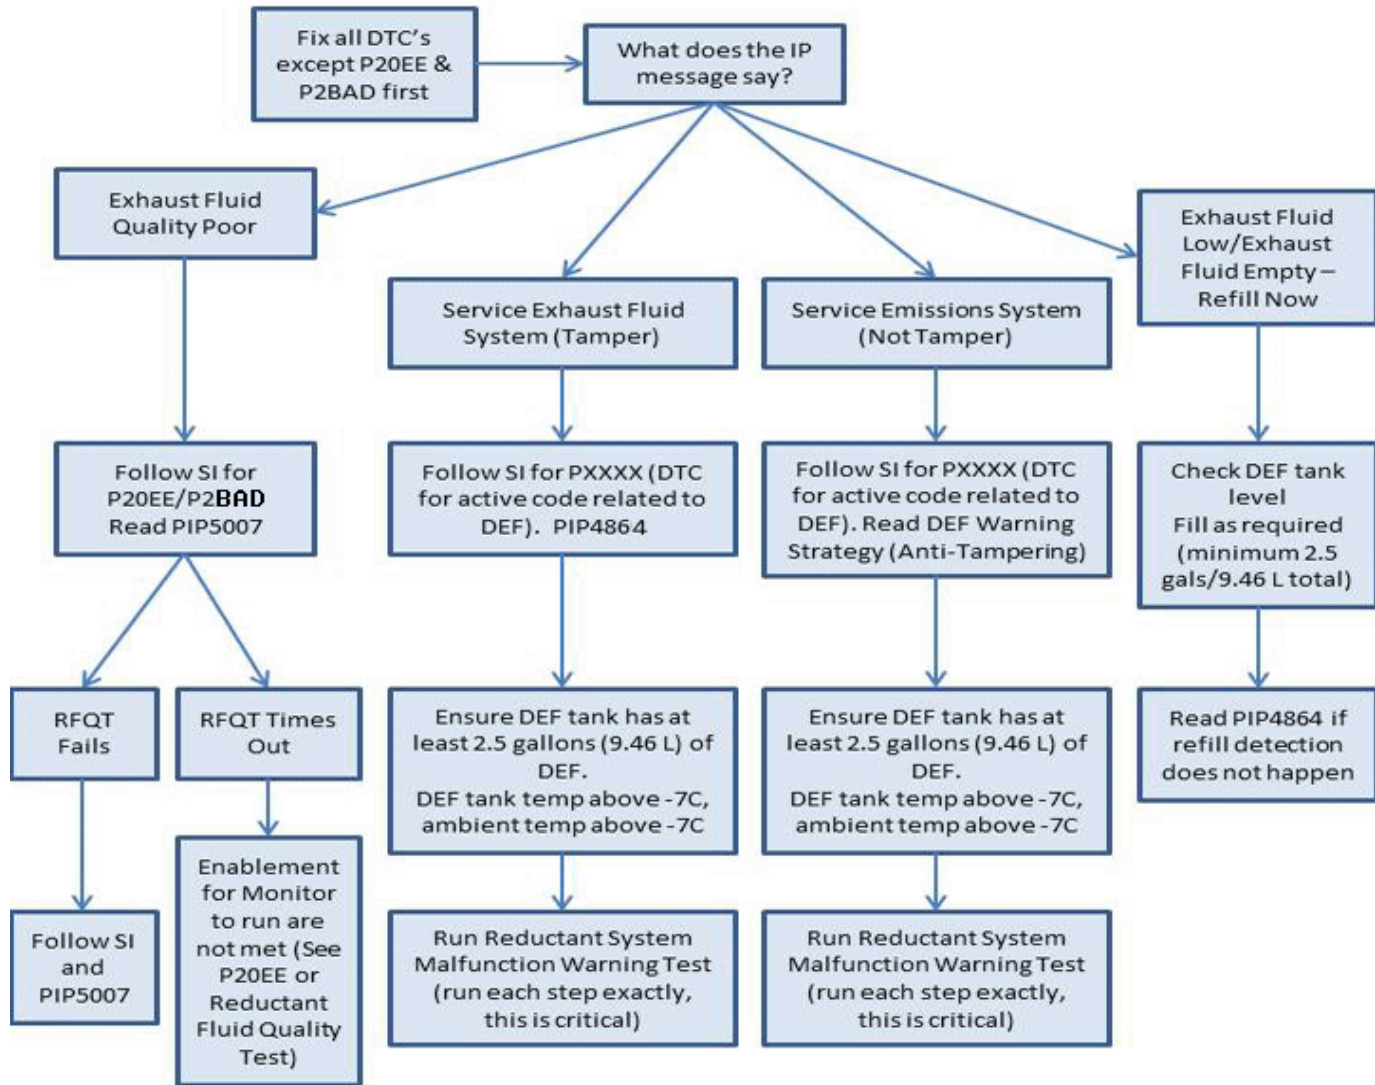 Fix all DTC's
except P20EE &
P2BAD first
What does the IP
message say?
Exhaust Fluid
Quality Poor
Service Exhaust Fluid
System (Tamper)
Service Emissions System
(Not Tamper)
Exhaust Fluid
Low/Exhaust
Fluid Empty –
Refill Now
Follow SI for
P20EE/P2BAD
Read PIP5007
Follow SI for PXXXX (DTC
for active code related to
DEF). PIP4864
Follow SI for PXXXX (DTC
for active code related to
DEF). Read DEF Warning
Strategy (Anti-Tampering)
Check DEF tank
level
Fill as required
(minimum 2.5
gals/9.46 L total)
RFQT
Fails
RFQT Times
Out
Ensure DEF tank has at
least 2.5 gallons (9.46 L) of
DEF.
DEF tank temp above -7C,
ambient temp above -7C
Ensure DEF tank has at
least 2.5 gallons (9.46 L) of
DEF.
DEF tank temp above -7C,
ambient temp above -7C
Read PIP4864 if
refill detection
does not happen
Follow SI
and
PIP5007
Enablement
for Monitor
to run are
not met (See
P20EE or
Reductant
Fluid Quality
Test)
Run Reductant System
Malfunction Warning Test
(run each step exactly,
this is critical)
Run Reductant System
Malfunction Warning Test
(run each step exactly,
this is critical)